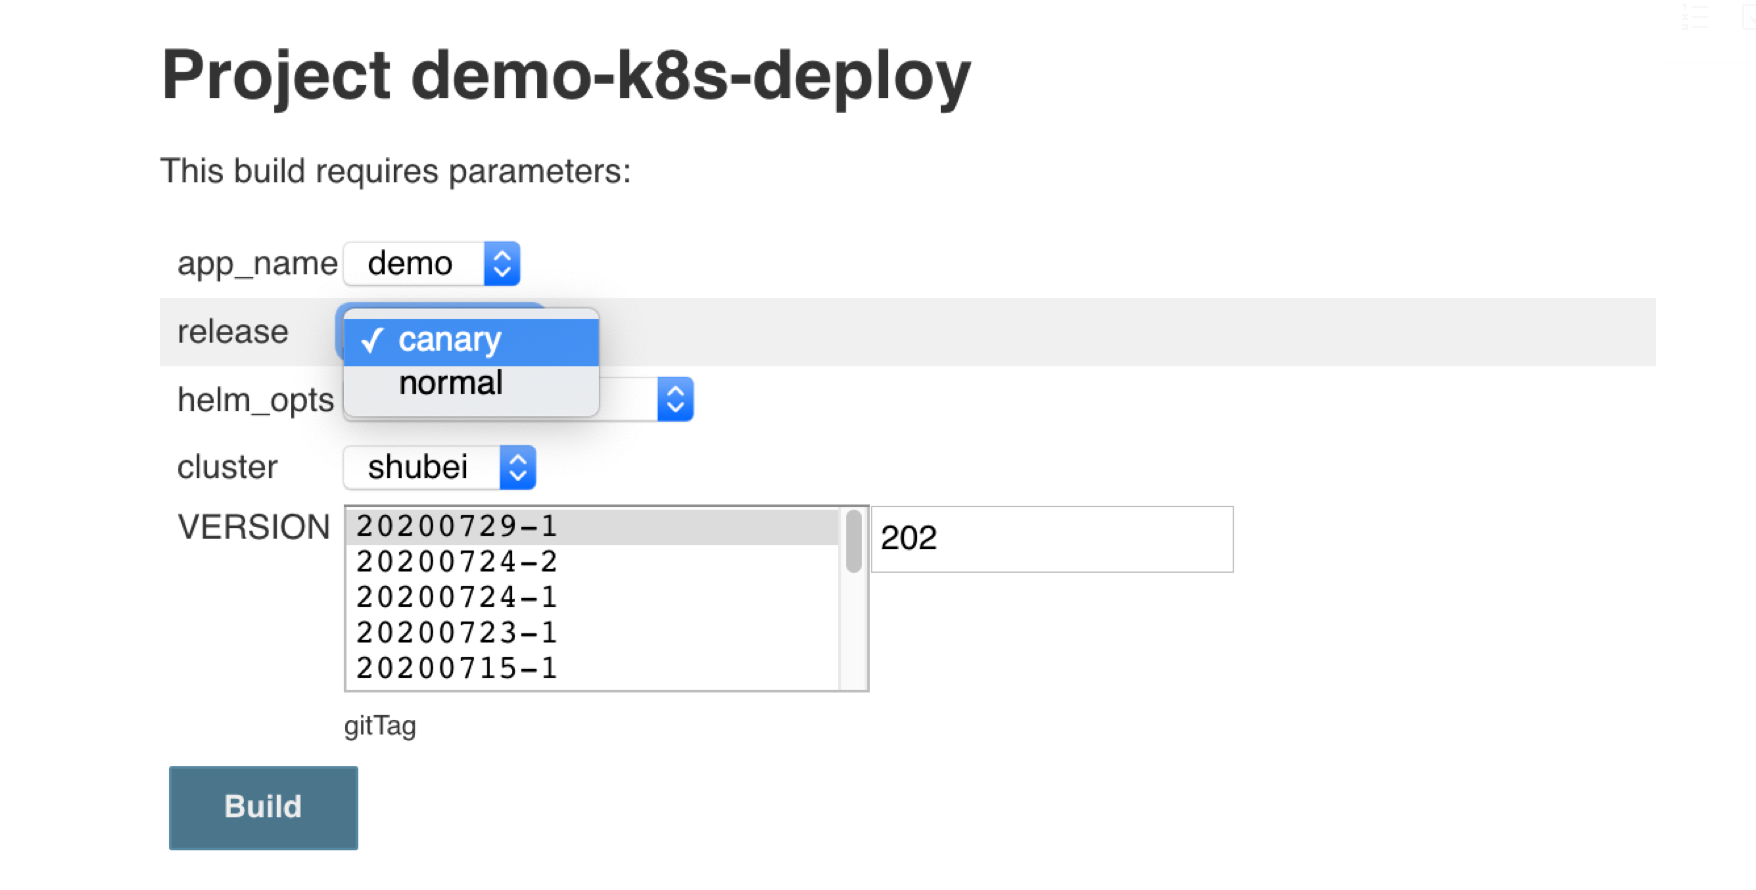 Project demo-k8s-deploy
This build requires parameters:
app_name demo
release ✓ canary
normal
helm_opts
cluster shubei
VERSION 20200729-1 202
20200724-2
20200724-1
20200723-1
20200715-1
gitTag
Build